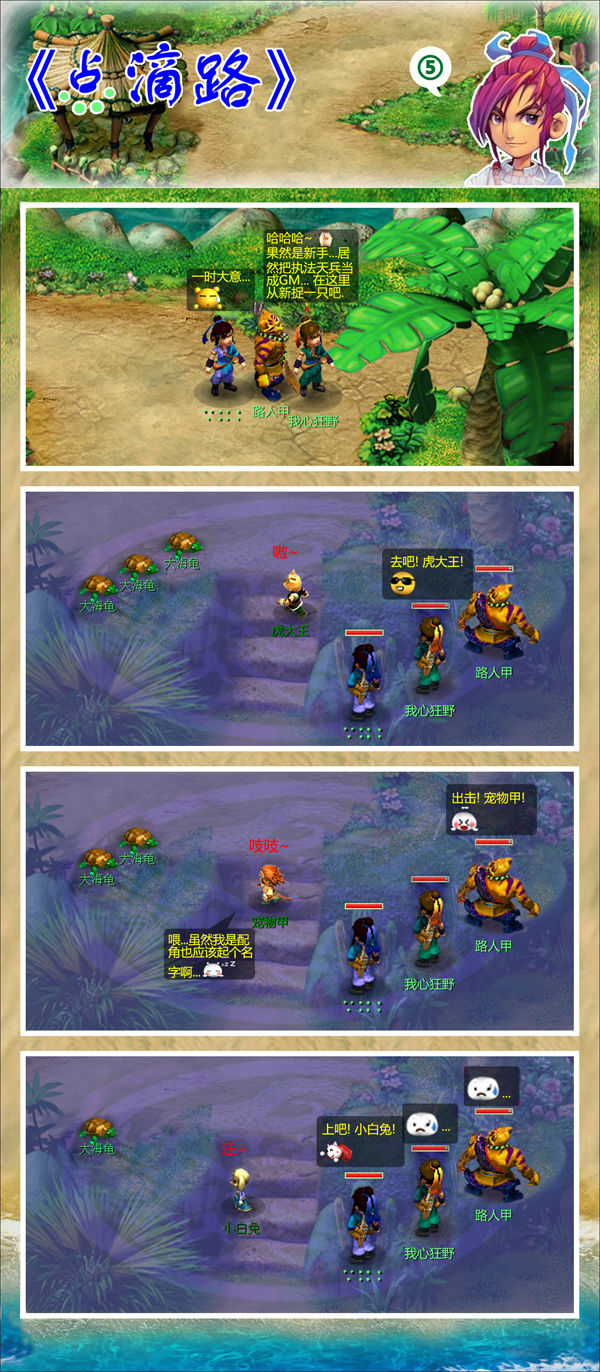 《点滴路》
⑤
一时大意...
哈哈哈~
果然是新手...居
然把执法天兵当
成GM... 在这里
从新捉一只吧.
路人甲
我心狂野
大海龟
大海龟
大海龟
嗷~
虎大王
去吧! 虎大王!
路人甲
我心狂野
出击! 宠物甲!
大海龟
大海龟
吱吱~
宠物甲
喂...虽然我是配
角也应该起个名
字啊...
路人甲
我心狂野
...
上吧! 小白兔!
...
大海龟
汪~
小白兔
路人甲
我心狂野